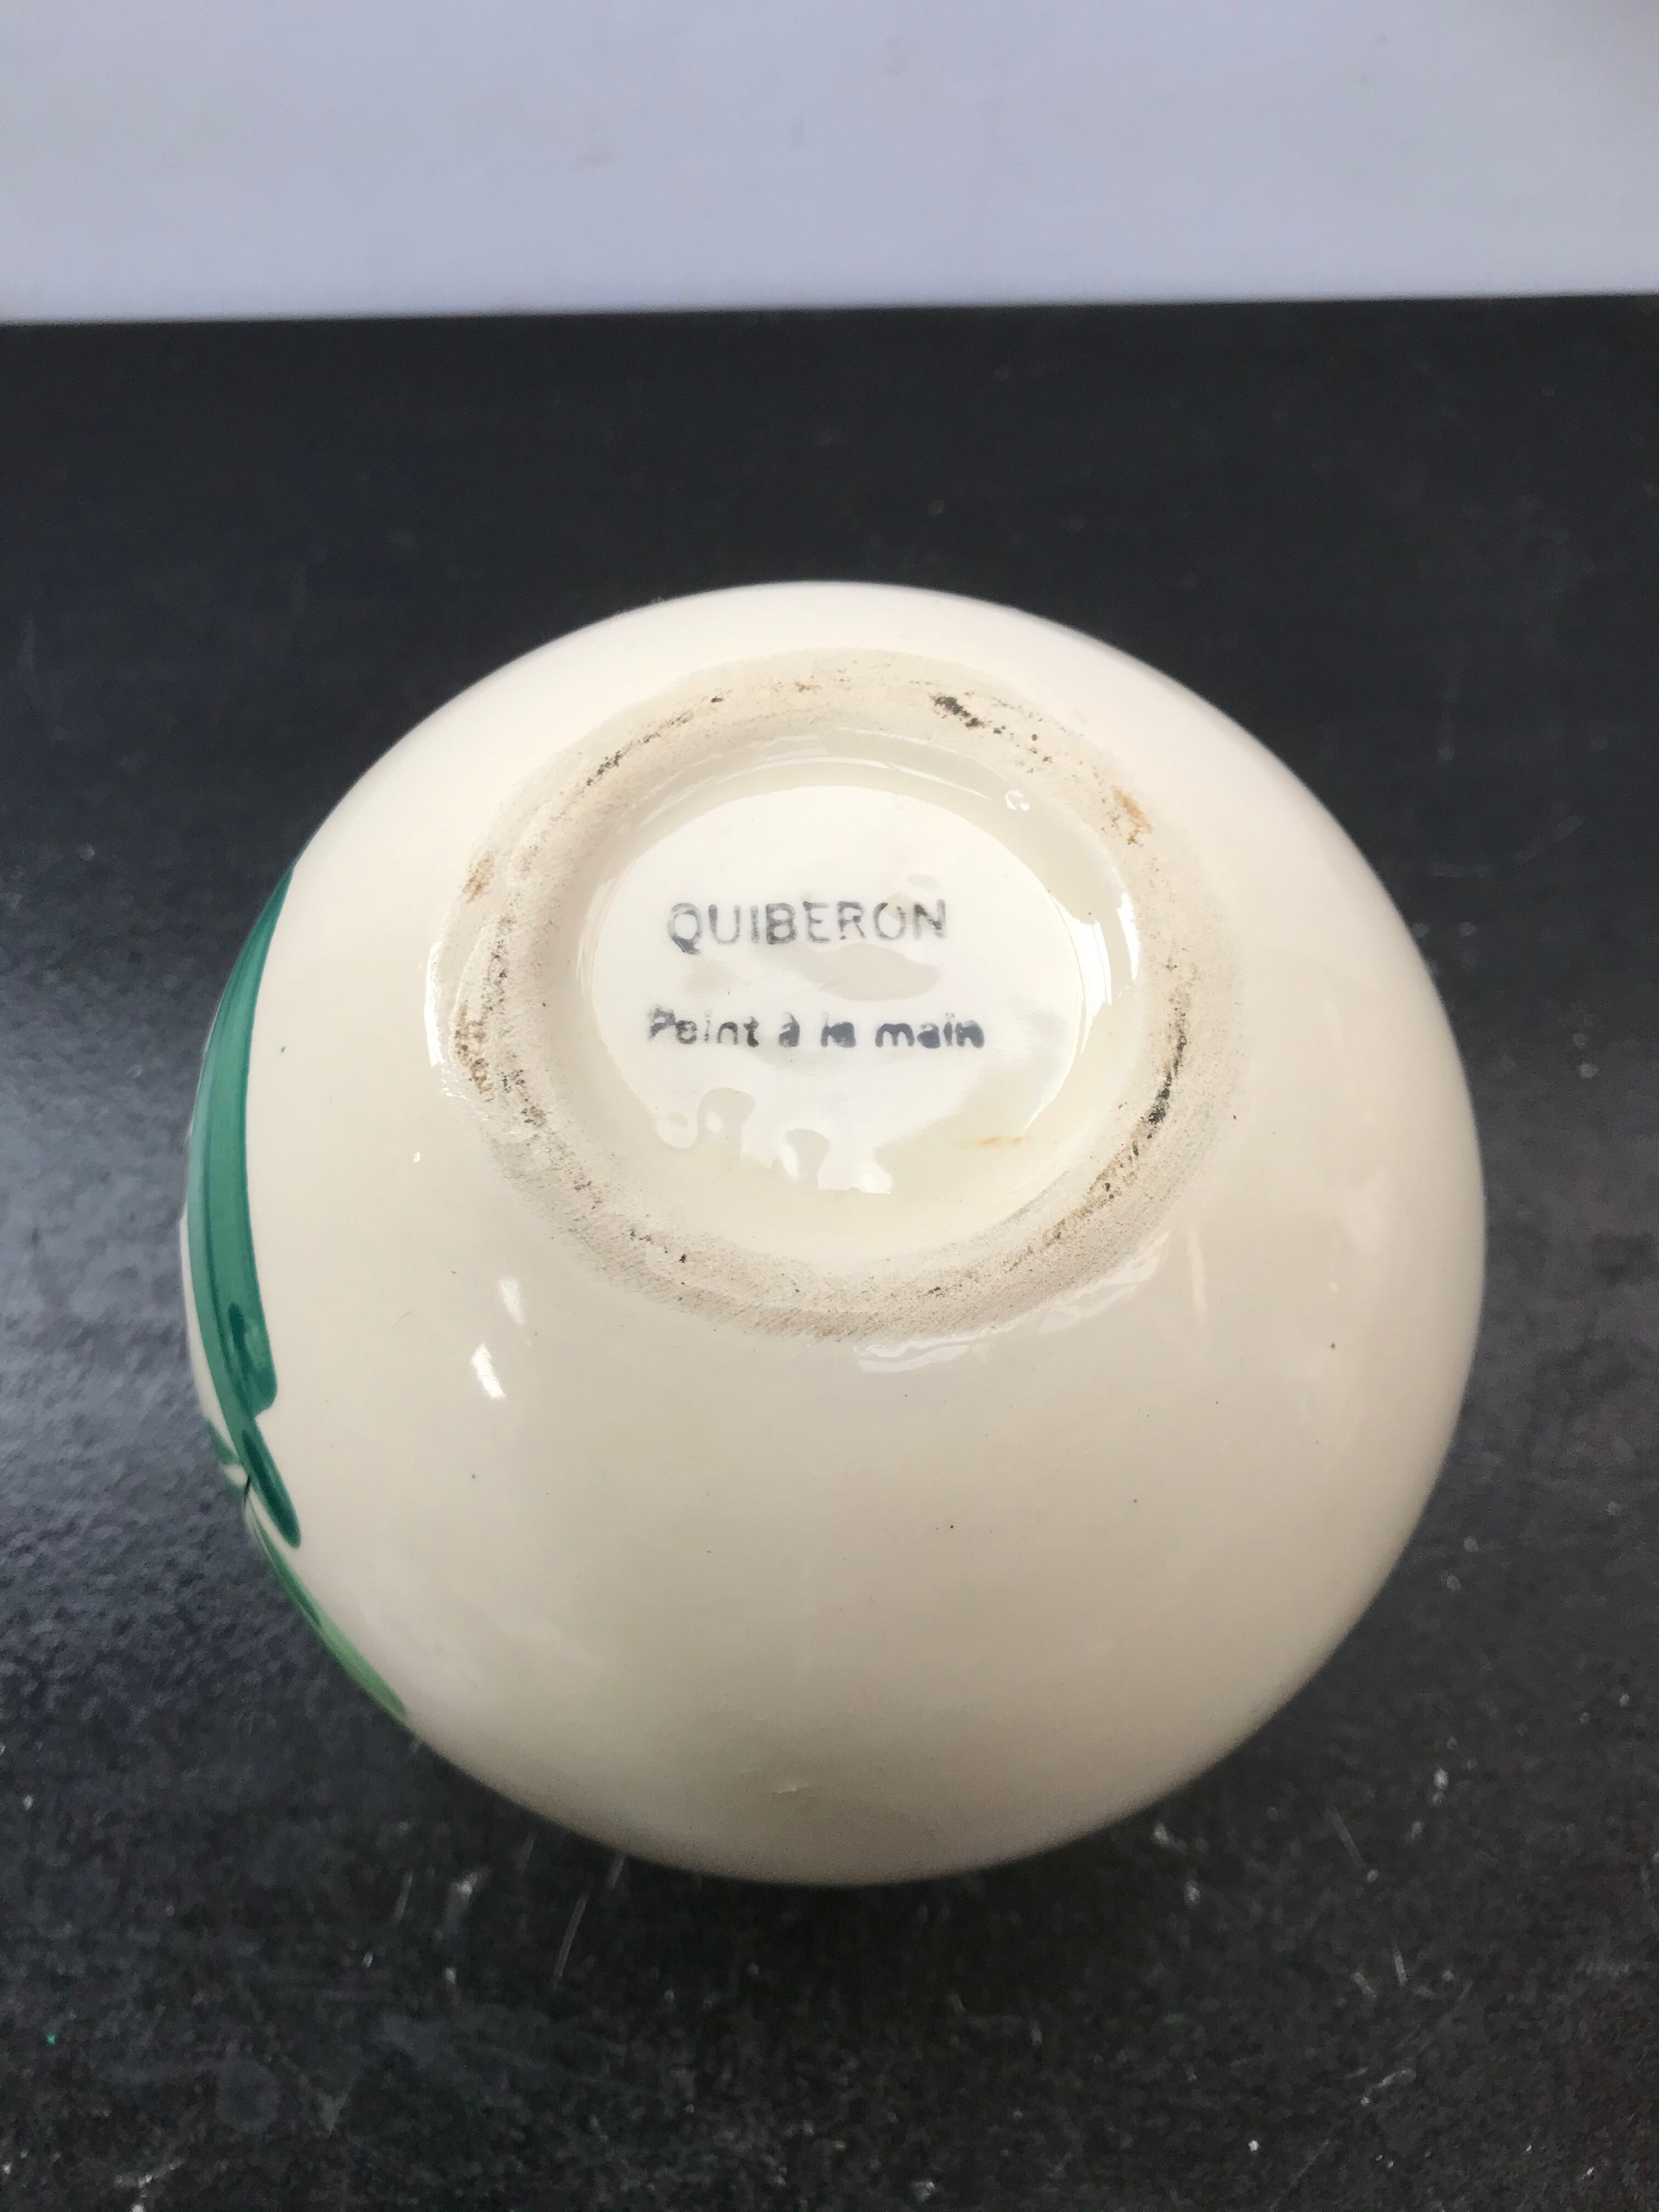 QUIBERON
Peint à la main